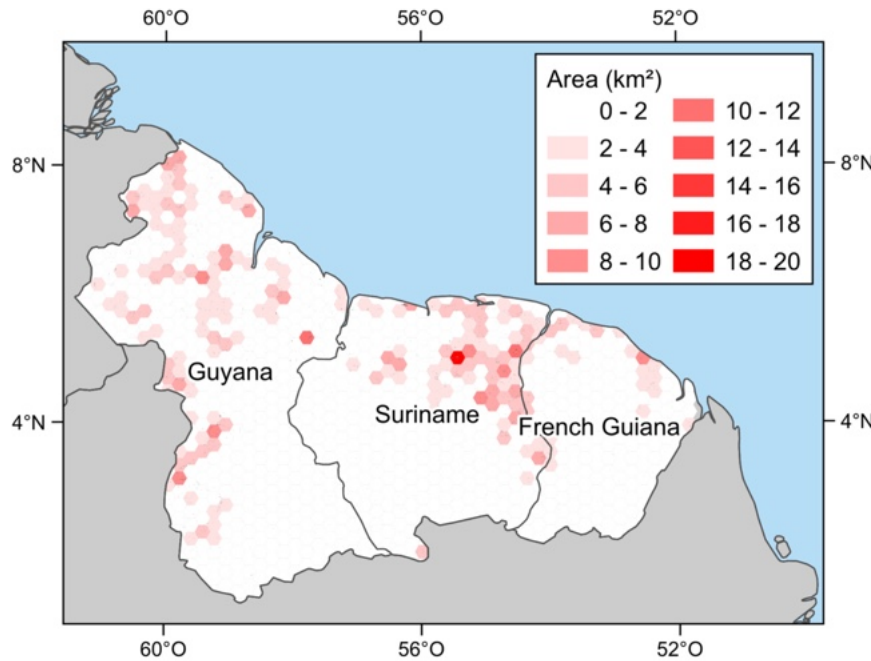 60°O 56°O 52°O
Area (km²)
0 - 2 10 - 12
2 - 4 12 - 14
4 - 6 14 - 16
6 - 8 16 - 18
8 - 10 18 - 20
8°N 8°N
Guyana
Suriname
French Guiana
4°N 4°N
60°O 56°O 52°O